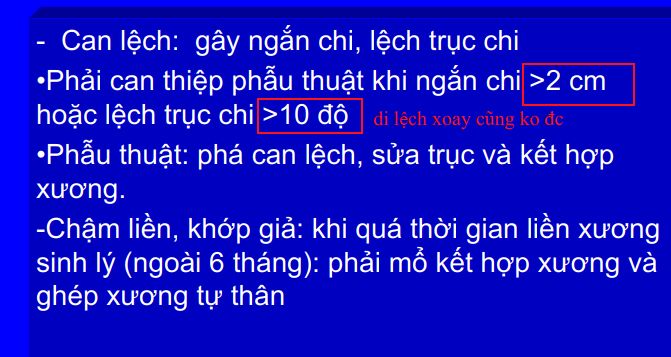 - Can lệch: gây ngắn chi, lệch trục chi
•Phải can thiệp phẫu thuật khi ngắn chi >2 cm
hoặc lệch trục chi >10 độ di lệch xoay cũng ko đc
•Phẫu thuật: phá can lệch, sửa trục và kết hợp
xương.
-Chậm liền, khớp giả: khi quá thời gian liền xương
sinh lý (ngoài 6 tháng): phải mổ kết hợp xương và
ghép xương tự thân